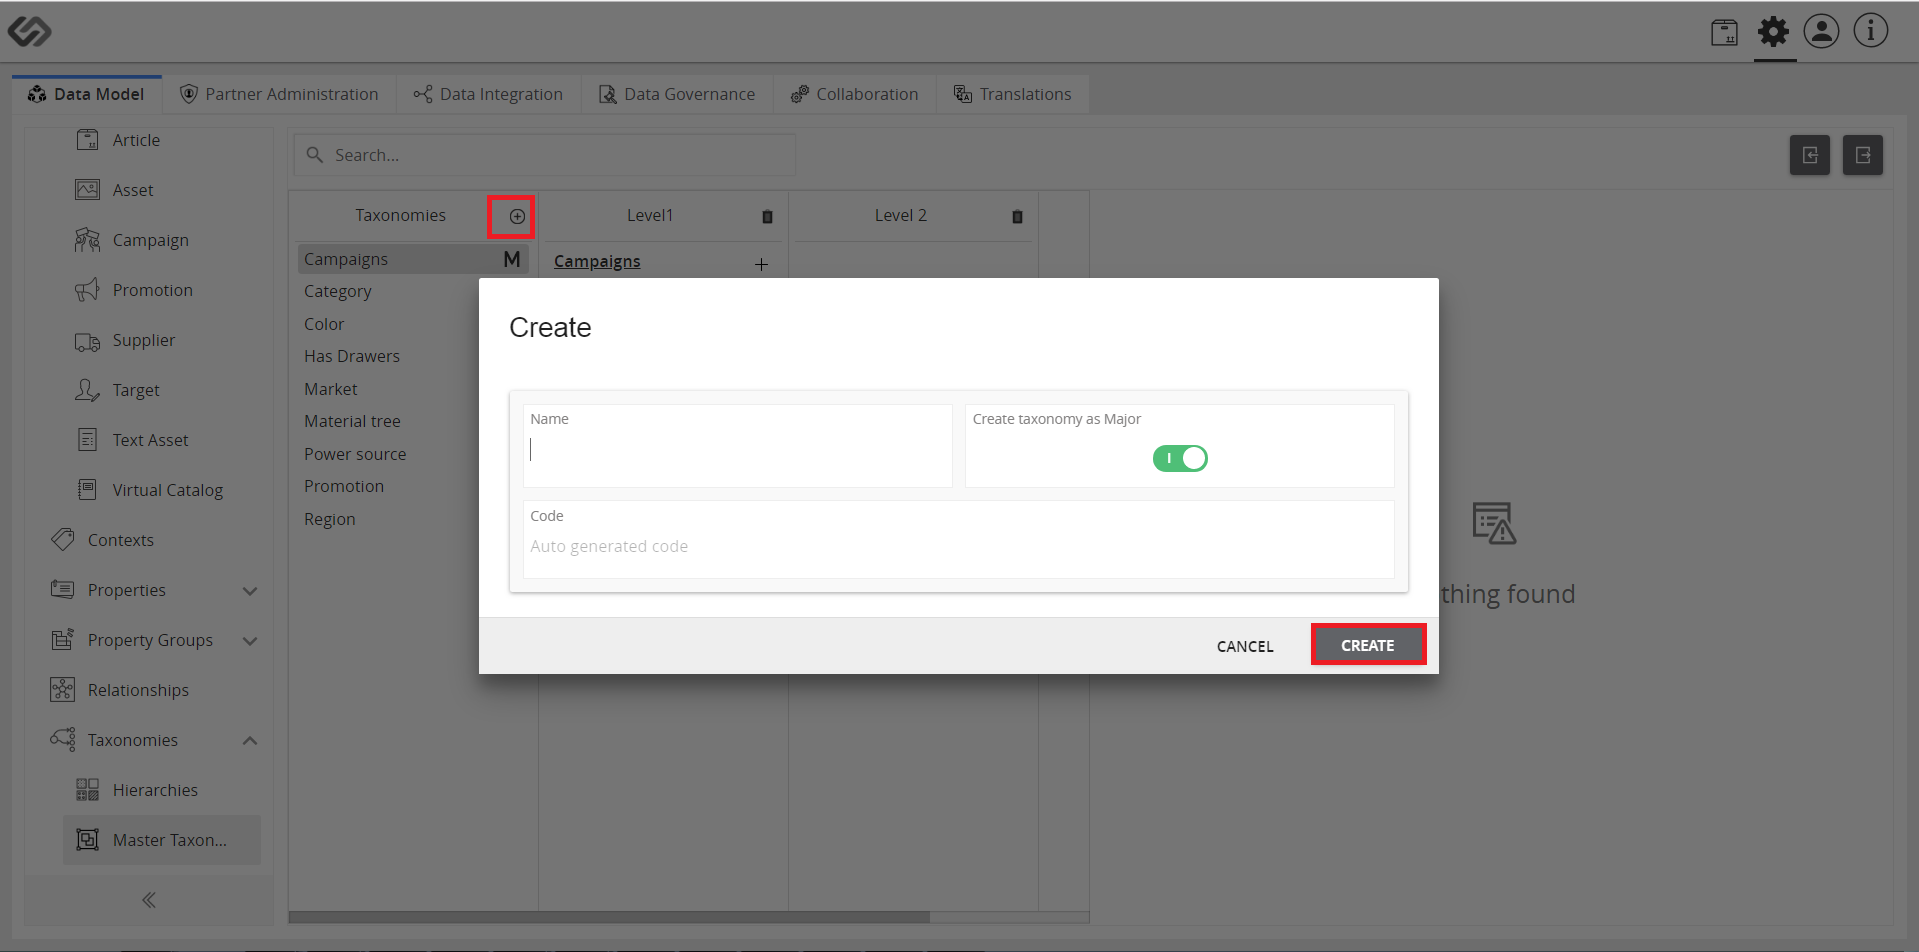 Data Model
Partner Administration
Data Integration
Data Governance
Collaboration
Translations
Article
Asset
Campaign
Promotion
Supplier
Target
Text Asset
Virtual Catalog
Contexts
Properties
Property Groups
Relationships
Taxonomies
Hierarchies
Master Taxon...
Search...
Taxonomies
Level1
Level 2
Campaigns M
Category
Color
Has Drawers
Market
Material tree
Power source
Promotion
Region
Campaigns
Create
Name
Create taxonomy as Major
Code
Auto generated code
CANCEL
CREATE
thing found